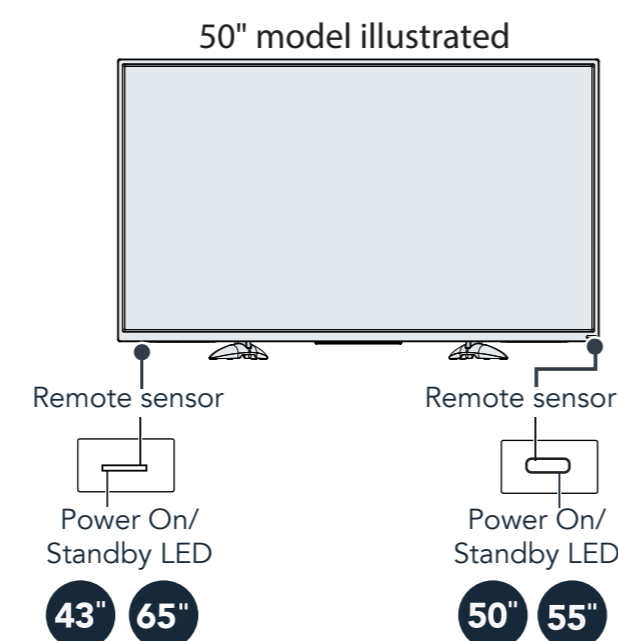 50" model illustrated
Remote sensor
Power On/
Standby LED
43" 65"
Remote sensor
Power On/
Standby LED
50" 55"